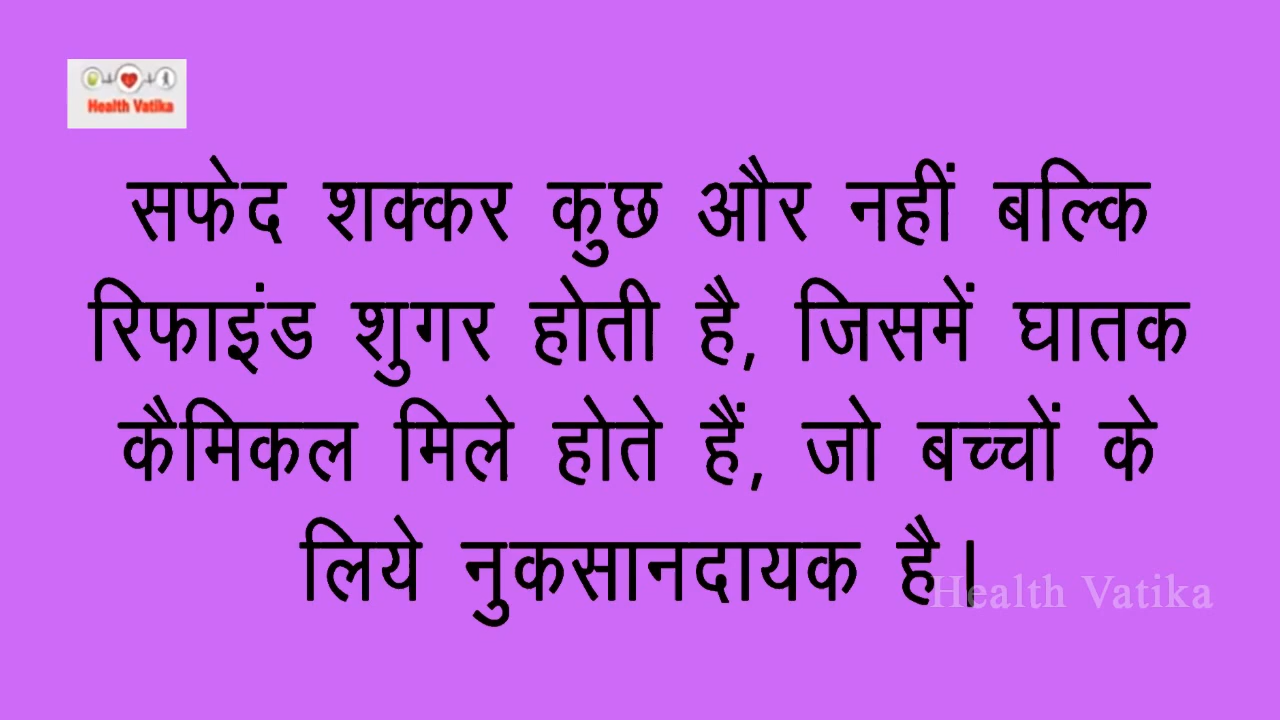 Health Vatika
सफेद शक्कर कुछ और नहीं बल्कि
रिफाइंड शुगर होती है, जिसमें घातक
कैमिकल मिले होते हैं, जो बच्चों के
लिये नुकसानदायक है।
Health Vatika